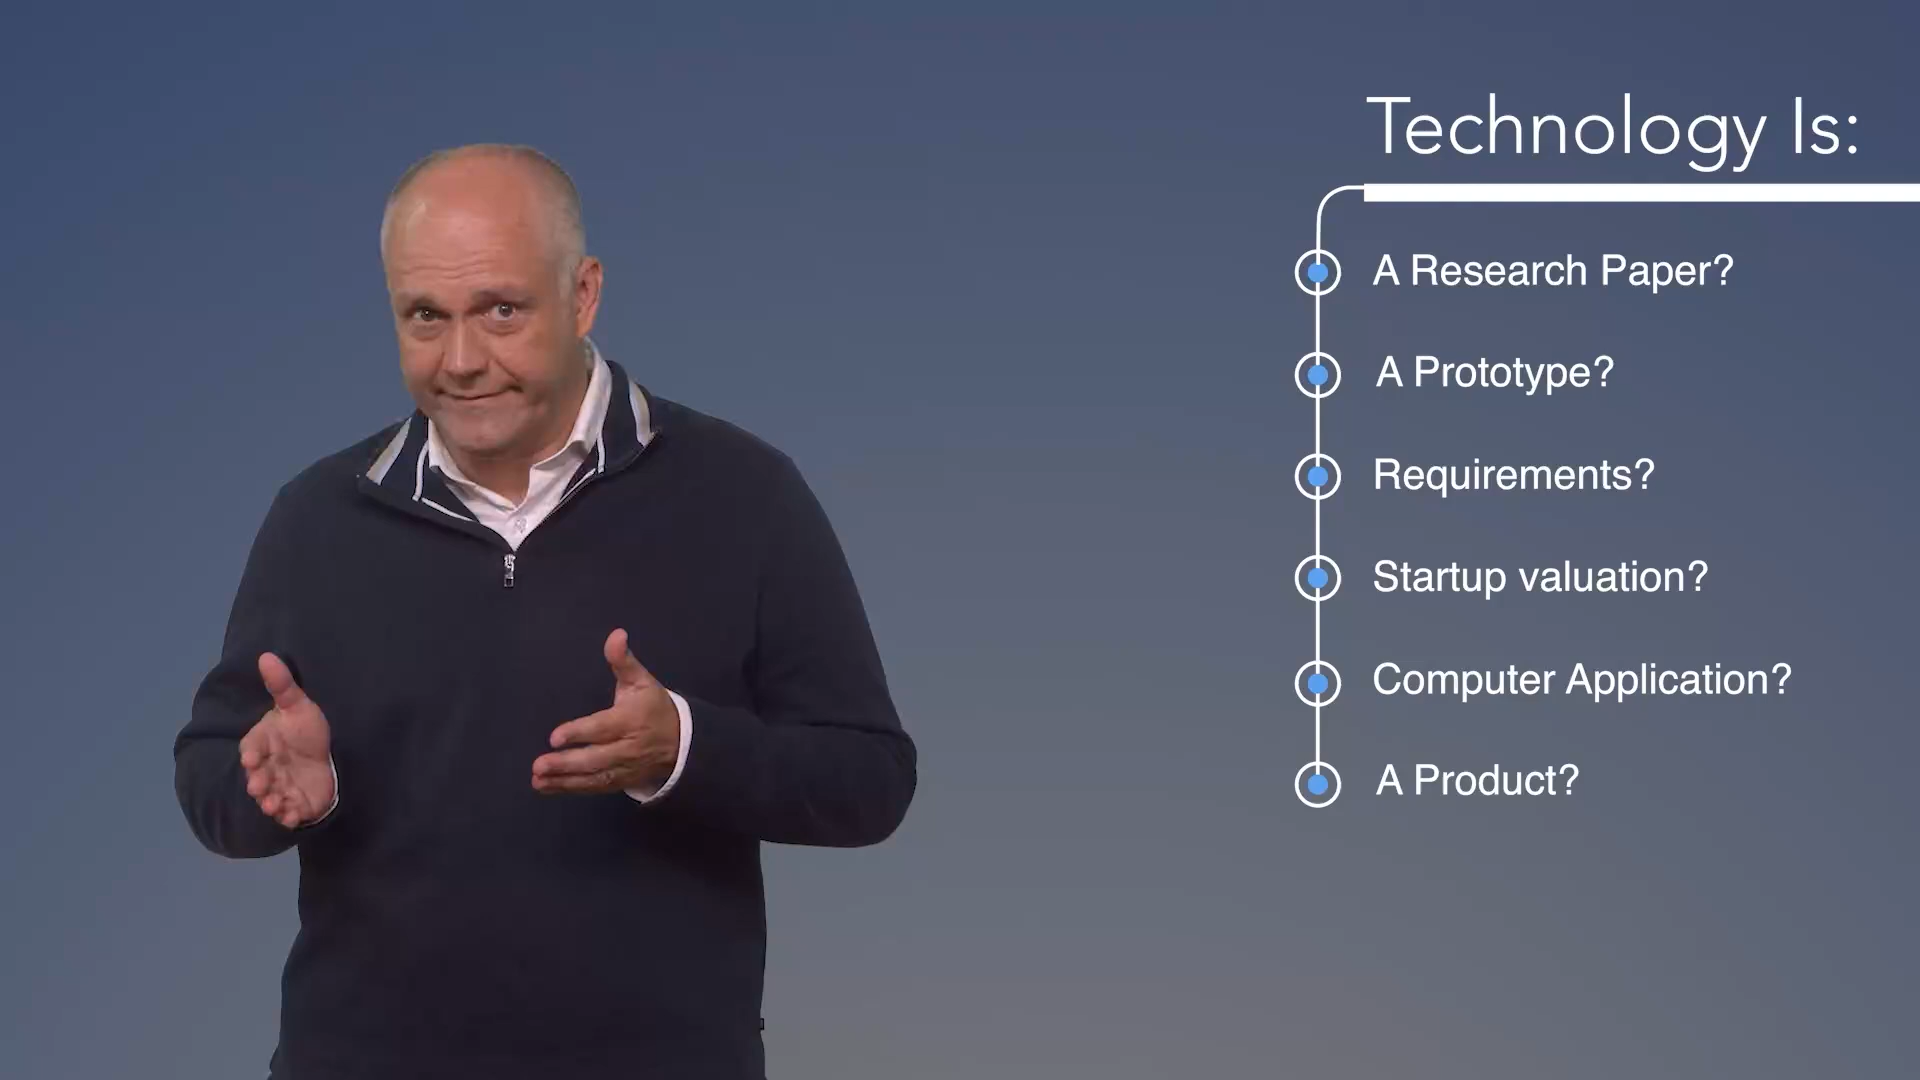 Technology Is:
A Research Paper?
A Prototype?
Requirements?
Startup valuation?
Computer Application?
A Product?